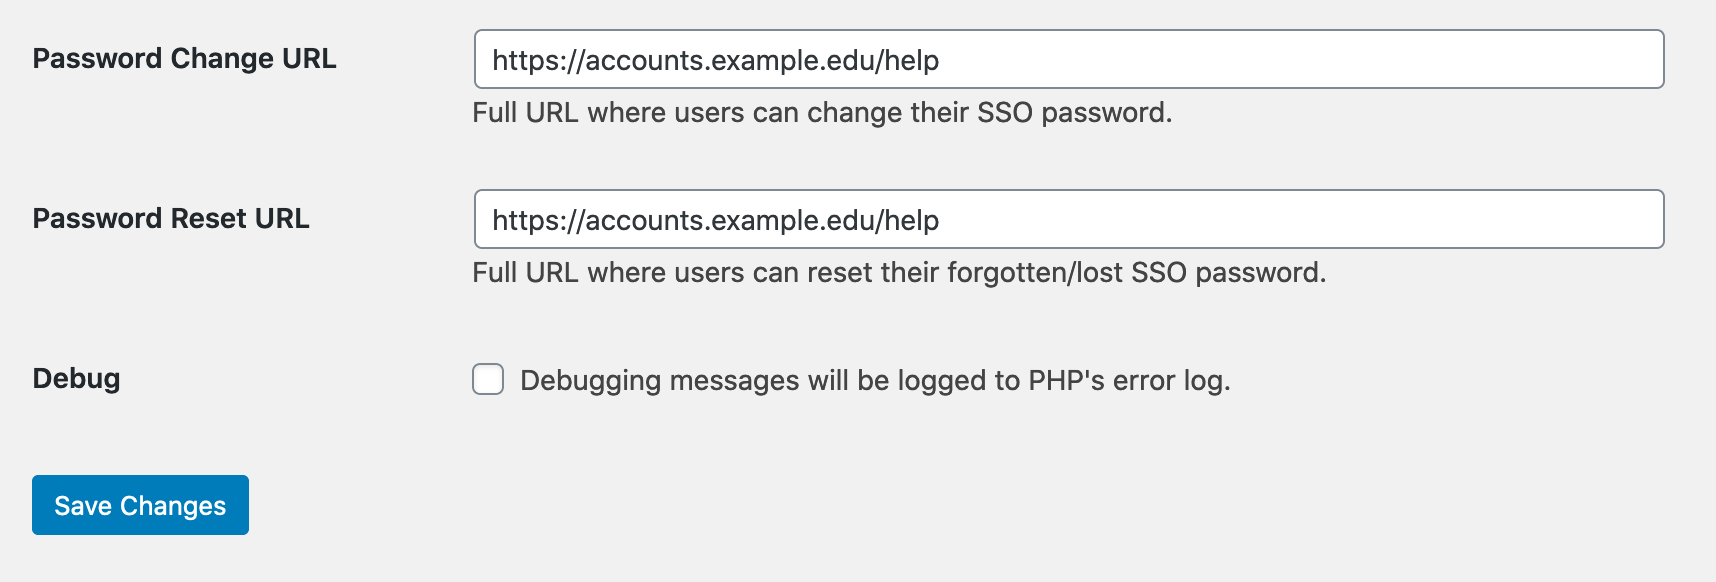 Password Change URL
https://accounts.example.edu/help
Full URL where users can change their SSO password.
Password Reset URL
https://accounts.example.edu/help
Full URL where users can reset their forgotten/lost SSO password.
Debug
Debugging messages will be logged to PHP's error log.
Save Changes